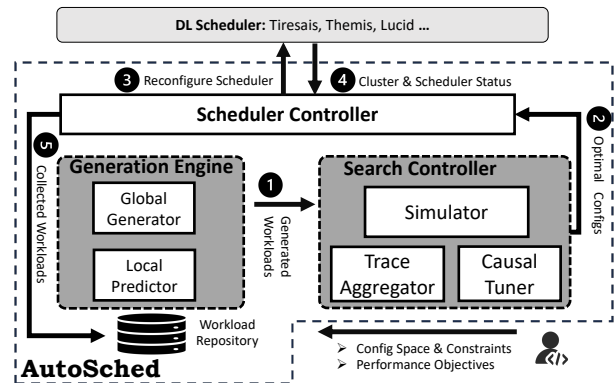 DL Scheduler: Tiresais, Themis, Lucid ...
3 Reconfigure Scheduler
4 Cluster & Scheduler Status
Scheduler Controller
5 Collected Workloads
2 Optimal Configs
Generation Engine
Global
Generator
Local
Predictor
1
Generated
Workloads
Search Controller
Simulator
Trace
Aggregator
Causal
Tuner
Workload
Repository
➢ Config Space & Constraints
➢ Performance Objectives
AutoSched